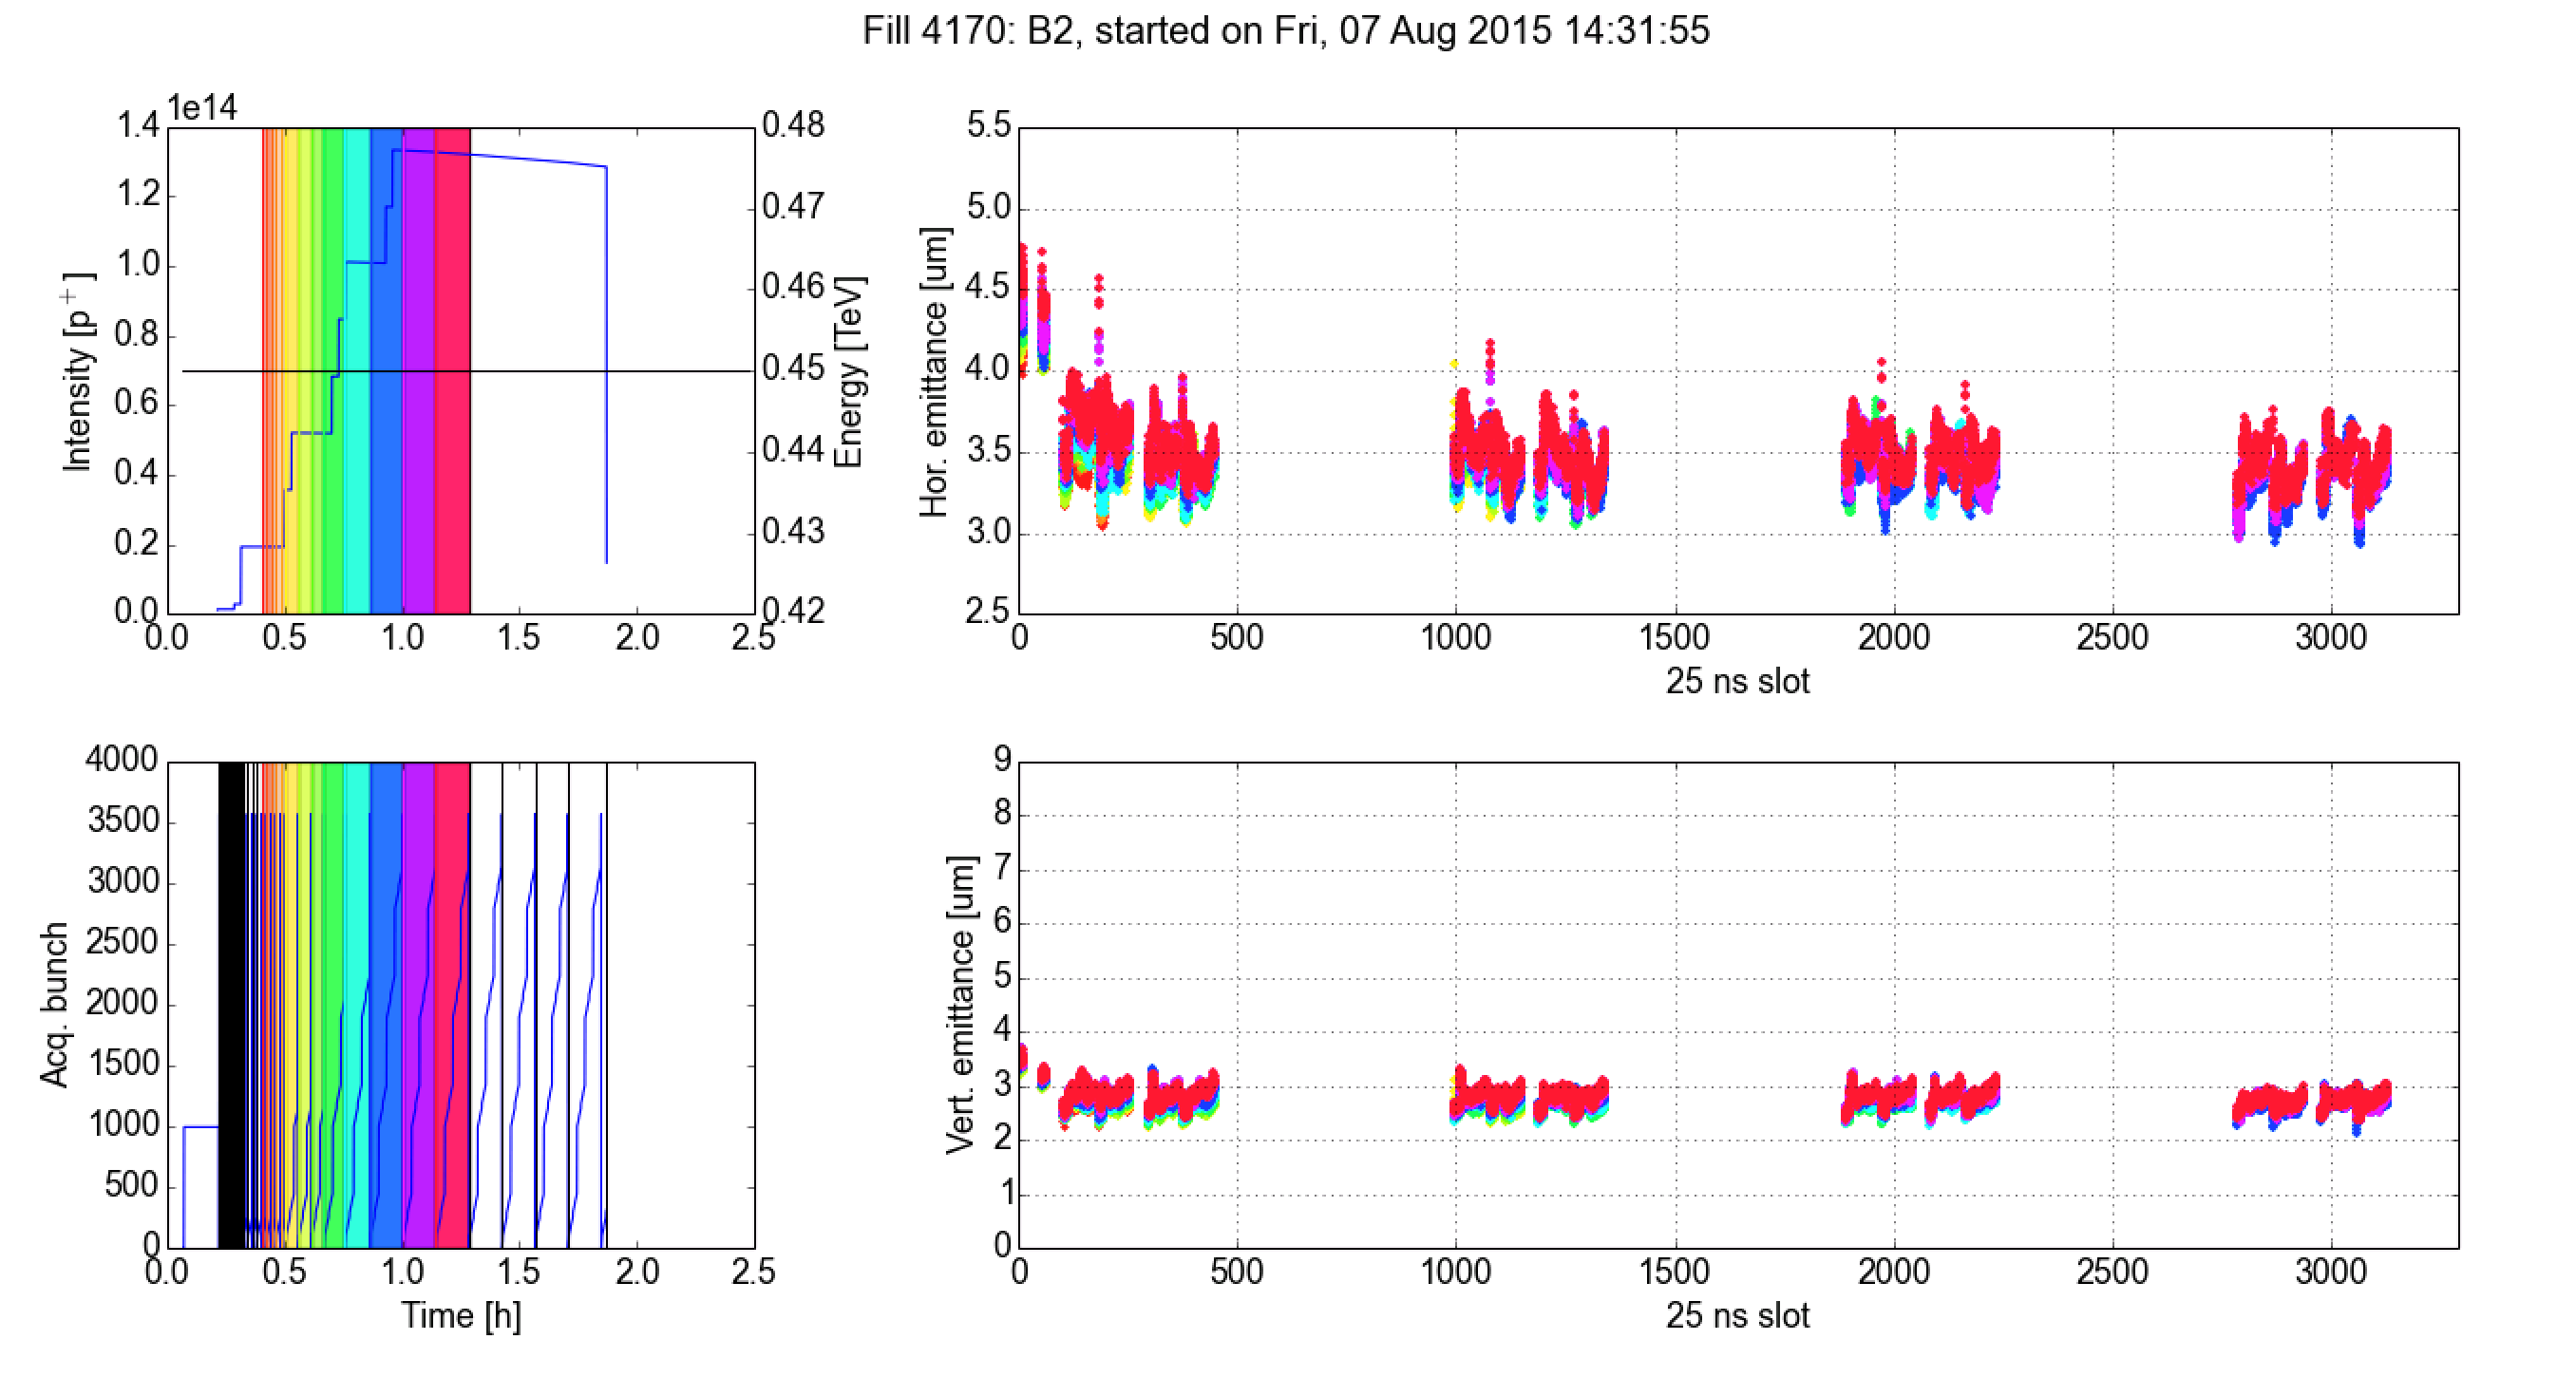 Fill 4170: B2, started on Fri, 07 Aug 2015 14:31:55
1e14
1.4
1.2
1.0
0.8
0.6
0.4
0.2
0.0
Intensity [p⁺]
0.48
0.47
0.46
0.45
0.44
0.43
0.42
Energy [TeV]
0.0 0.5 1.0 1.5 2.0 2.5
5.5
5.0
4.5
4.0
3.5
3.0
2.5
Hor. emittance [um]
0 500 1000 1500 2000 2500 3000
25 ns slot
4000
3500
3000
2500
2000
1500
1000
500
0
Acq. bunch
0.0 0.5 1.0 1.5 2.0 2.5
Time [h]
9
8
7
6
5
4
3
2
1
0
Vert. emittance [um]
0 500 1000 1500 2000 2500 3000
25 ns slot